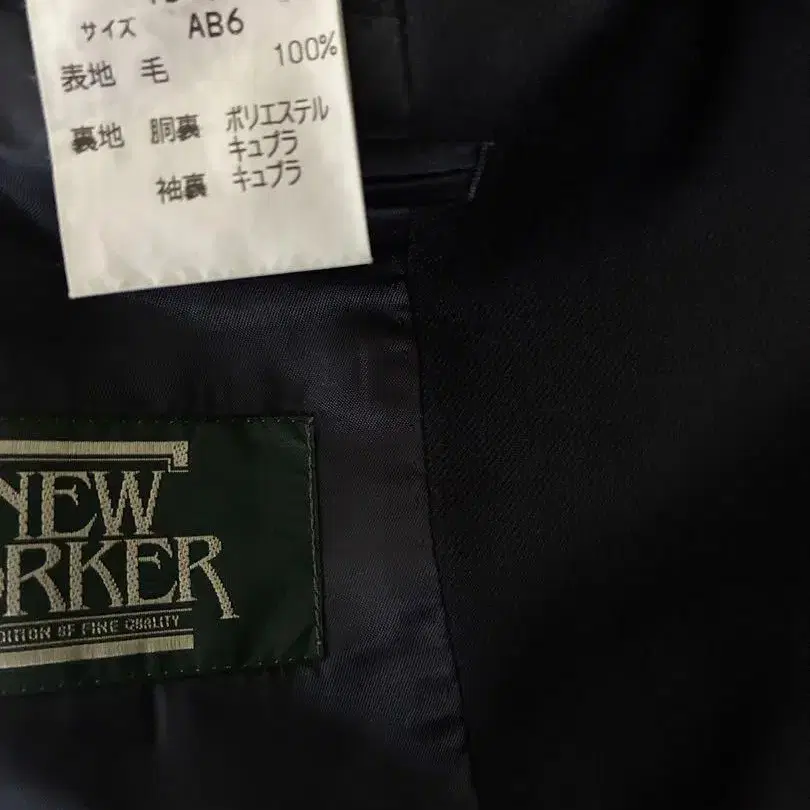 サイズ AB6
表地 毛 100%
裏地 胴裏 ポリエステル
キュプラ
袖裏 キュプラ
NEW
ORKER
DITION OF FINE QUALITY